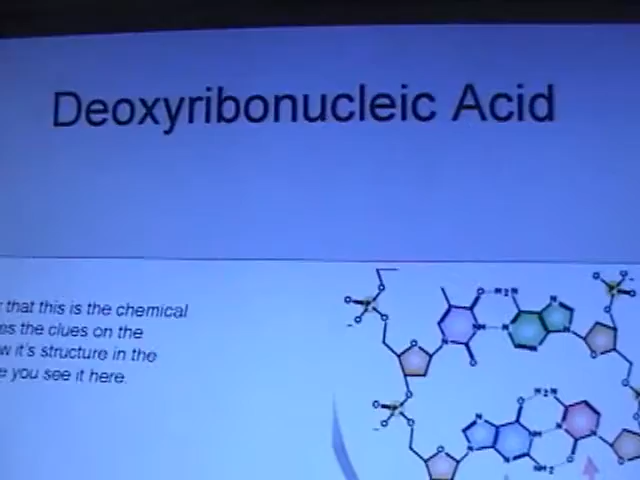 Deoxyribonucleic Acid
that this is the chemical
the clues on the
it's structure in the
you see it here.